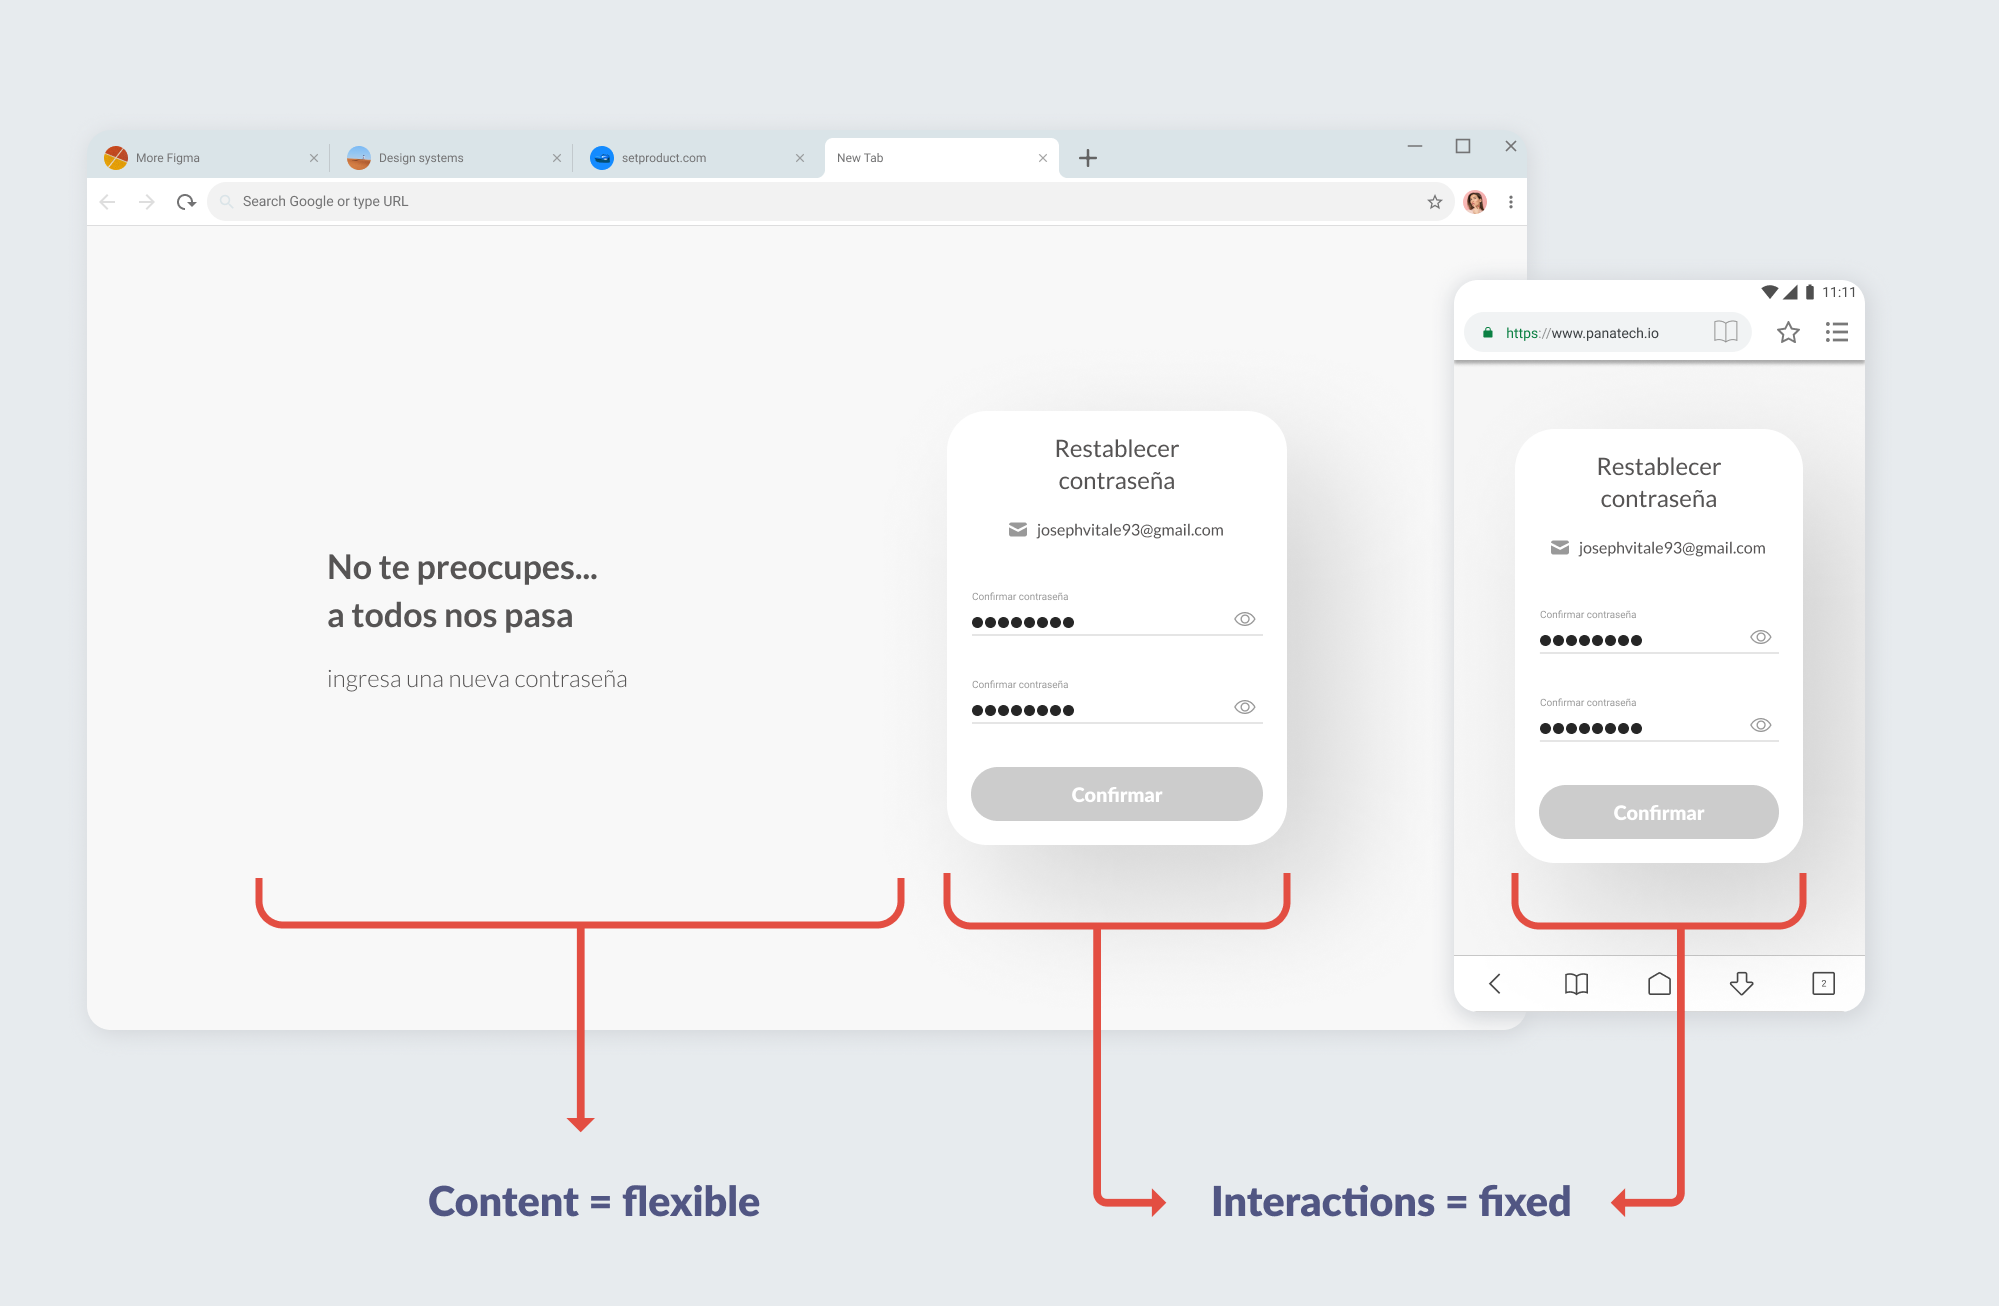 More Figma
Design systems
setproduct.com
New Tab
Search Google or type URL
No te preocupes...
a todos nos pasa
ingresa una nueva contraseña
Restablecer
contraseña
josephvitale93@gmail.com
Confirmar contraseña
Confirmar contraseña
Confirmar
11:11
https://www.panatech.io
Restablecer
contraseña
josephvitale93@gmail.com
Confirmar contraseña
Confirmar contraseña
Confirmar
2
Content = flexible
Interactions = fixed